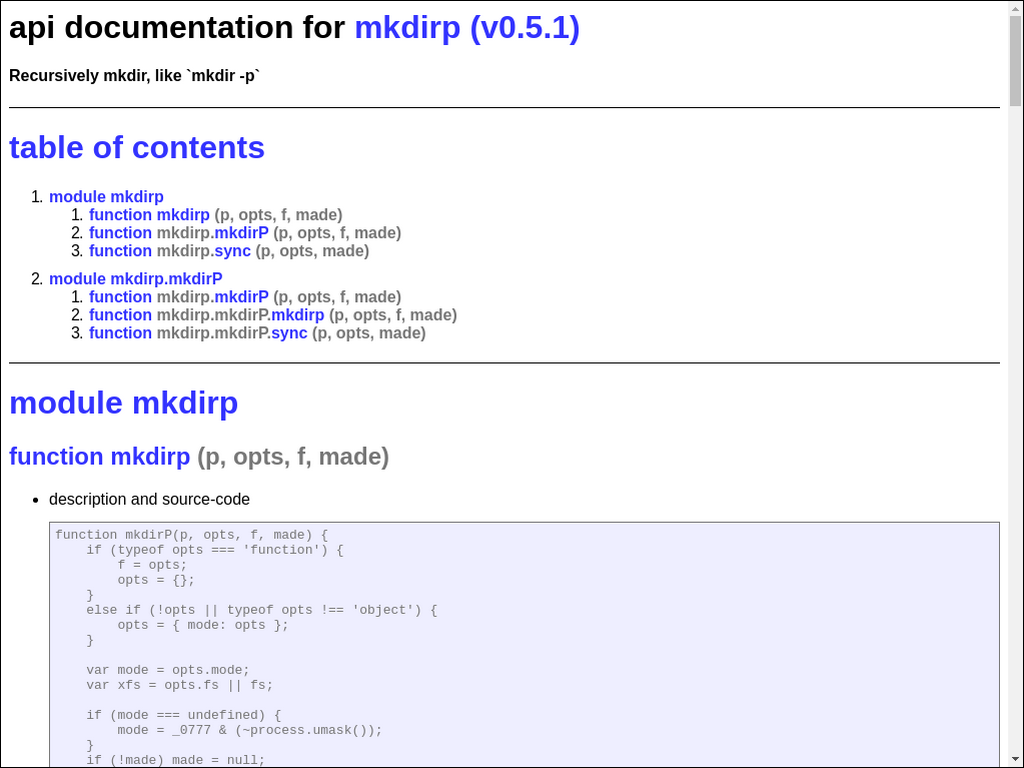 api documentation for mkdirp (v0.5.1)
Recursively mkdir, like `mkdir -p`
table of contents
1. module mkdirp
1. function mkdirp (p, opts, f, made)
2. function mkdirp.mkdirP (p, opts, f, made)
3. function mkdirp.sync (p, opts, made)
2. module mkdirp.mkdirP
1. function mkdirp.mkdirP (p, opts, f, made)
2. function mkdirp.mkdirP.mkdirp (p, opts, f, made)
3. function mkdirp.mkdirP.sync (p, opts, made)
module mkdirp
function mkdirp (p, opts, f, made)
• description and source-code
function mkdirP(p, opts, f, made) {
    if (typeof opts === 'function') {
        f = opts;
        opts = {};
    }
    else if (!opts || typeof opts !== 'object') {
        opts = { mode: opts };
    }
    var mode = opts.mode;
    var xfs = opts.fs || fs;
    if (mode === undefined) {
        mode = _0777 & (~process.umask());
    }
    if (!made) made = null;